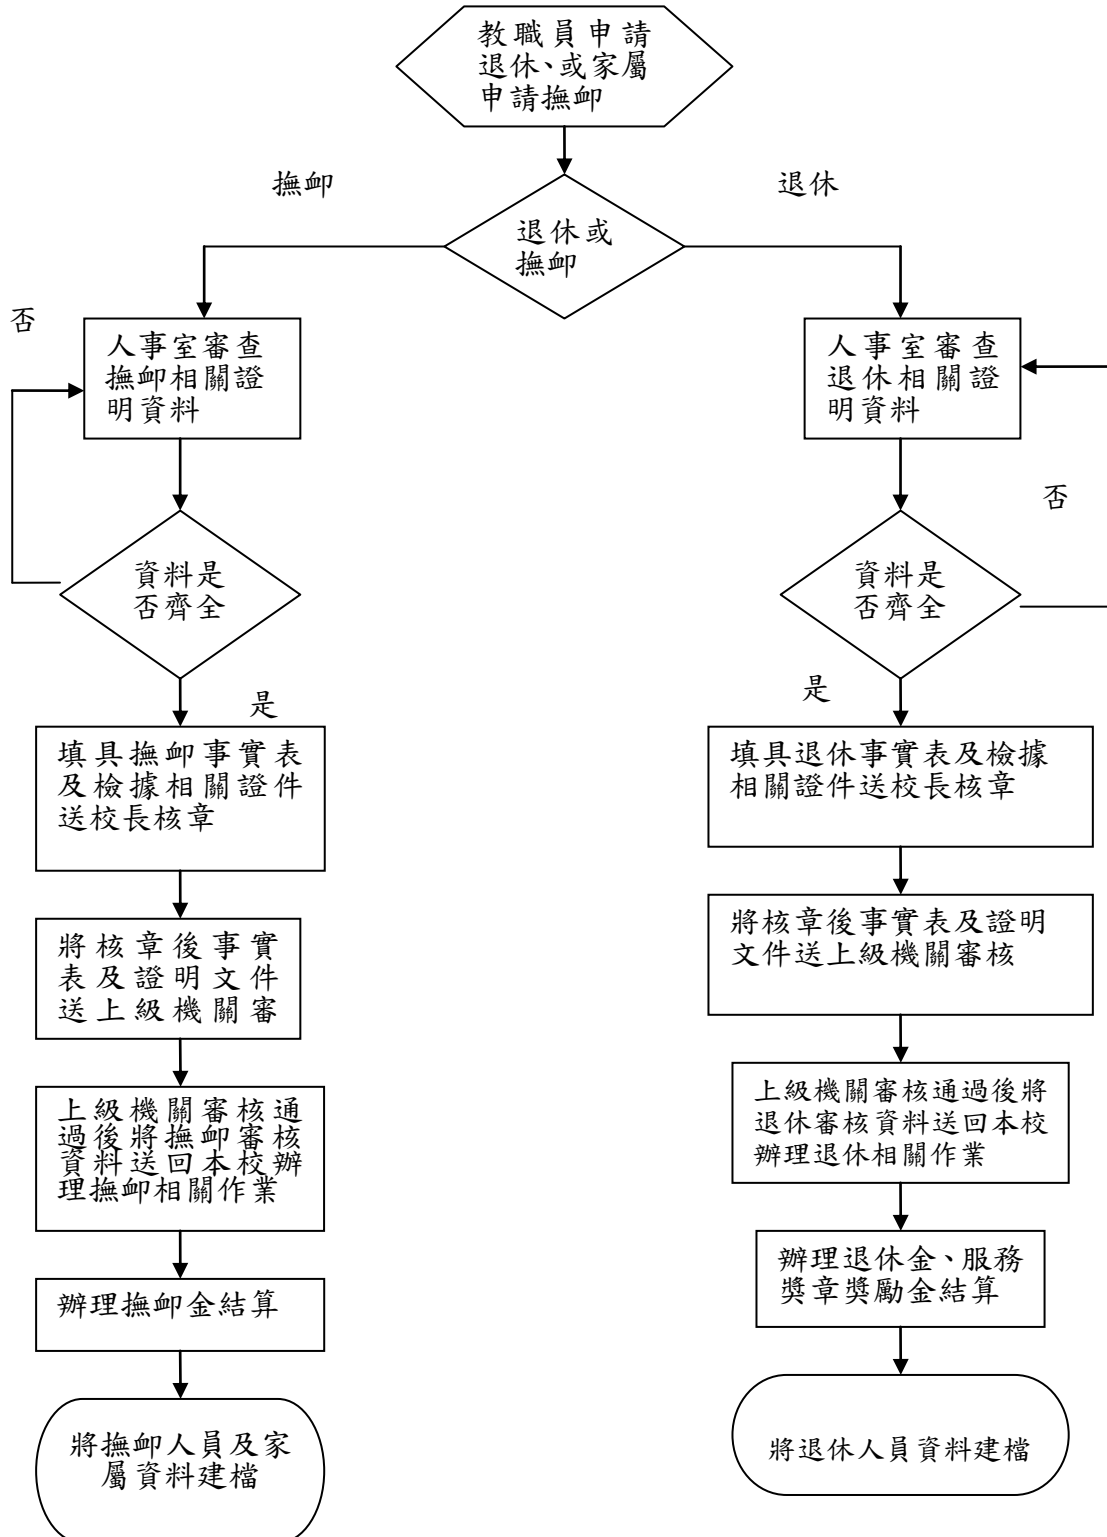 教職員申請
退休、或家屬
申請撫卹
撫卹
退休
退休或
撫卹
否
人事室審查
撫卹相關證
明資料
人事室審查
退休相關證
明資料
否
資料是
否齊全
資料是
否齊全
是
是
填具撫卹事實表
及檢據相關證件
送校長核章
填具退休事實表及檢據
相關證件送校長核章
將核章後事實
表及證明文件
送上級機關審
將核章後事實表及證明
文件送上級機關審核
上級機關審核通
過後將撫卹審核
資料送回本校辦
理撫卹相關作業
上級機關審核通過後將
退休審核資料送回本校
辦理退休相關作業
辦理撫卹金結算
辦理退休金、服務
獎章獎勵金結算
將撫卹人員及家
屬資料建檔
將退休人員資料建檔